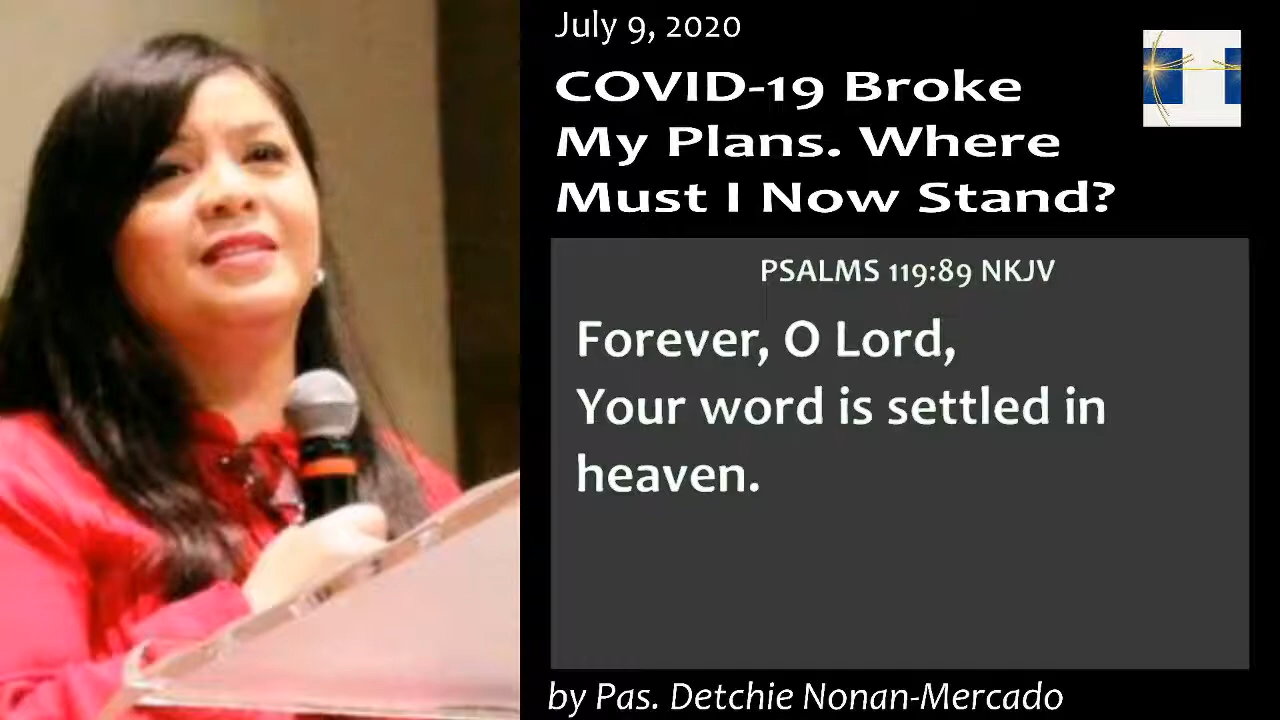 July 9, 2020
COVID-19 Broke
My Plans. Where
Must I Now Stand?
PSALMS 119:89 NKJV
Forever, O Lord,
Your word is settled in
heaven.
by Pas. Detchie Nonan-Mercado